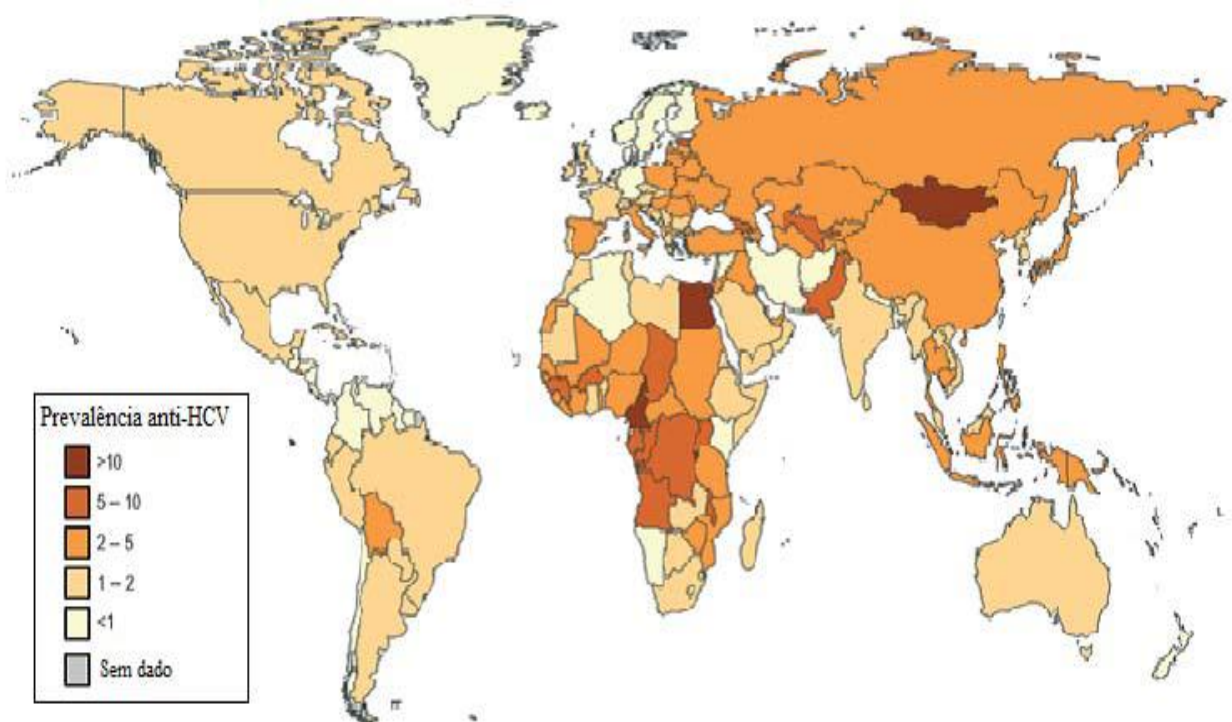 Prevalência anti-HCV
>10
5 – 10
2 – 5
1 – 2
<1
Sem dado